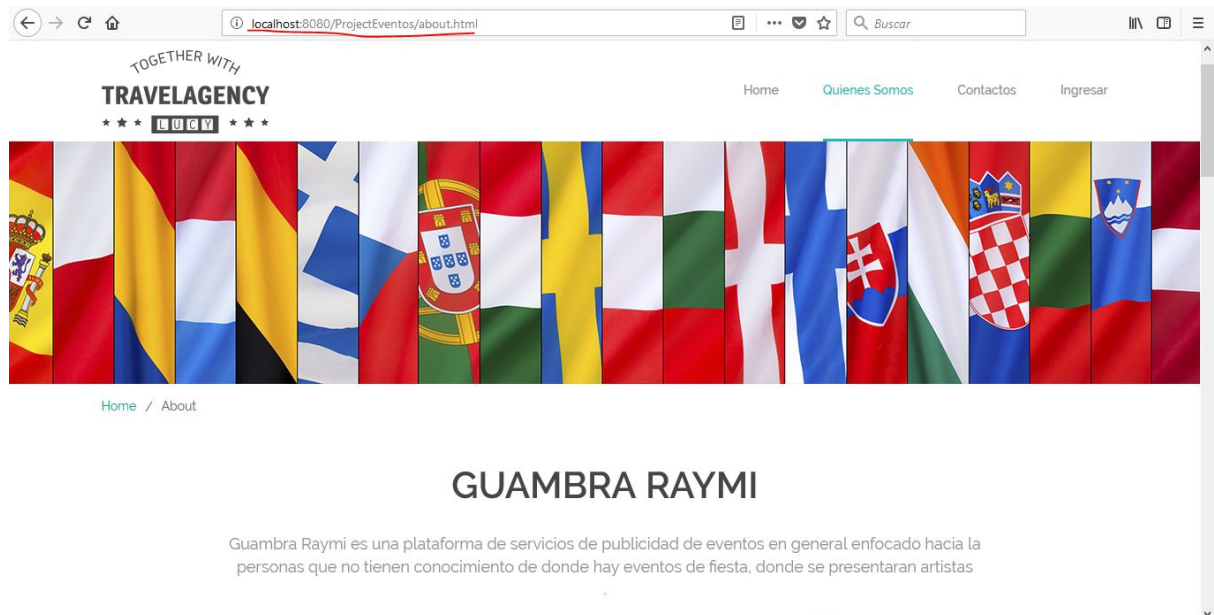 localhost:8080/ProjectEventos/about.html
Buscar
TOGETHER WITH
TRAVELAGENCY
LUCY
Home Quienes Somos Contactos Ingresar
Home / About
GUAMBRA RAYMI
Guambra Raymi es una plataforma de servicios de publicidad de eventos en general enfocado hacia la
personas que no tienen conocimiento de donde hay eventos de fiesta, donde se presentaran artistas
.